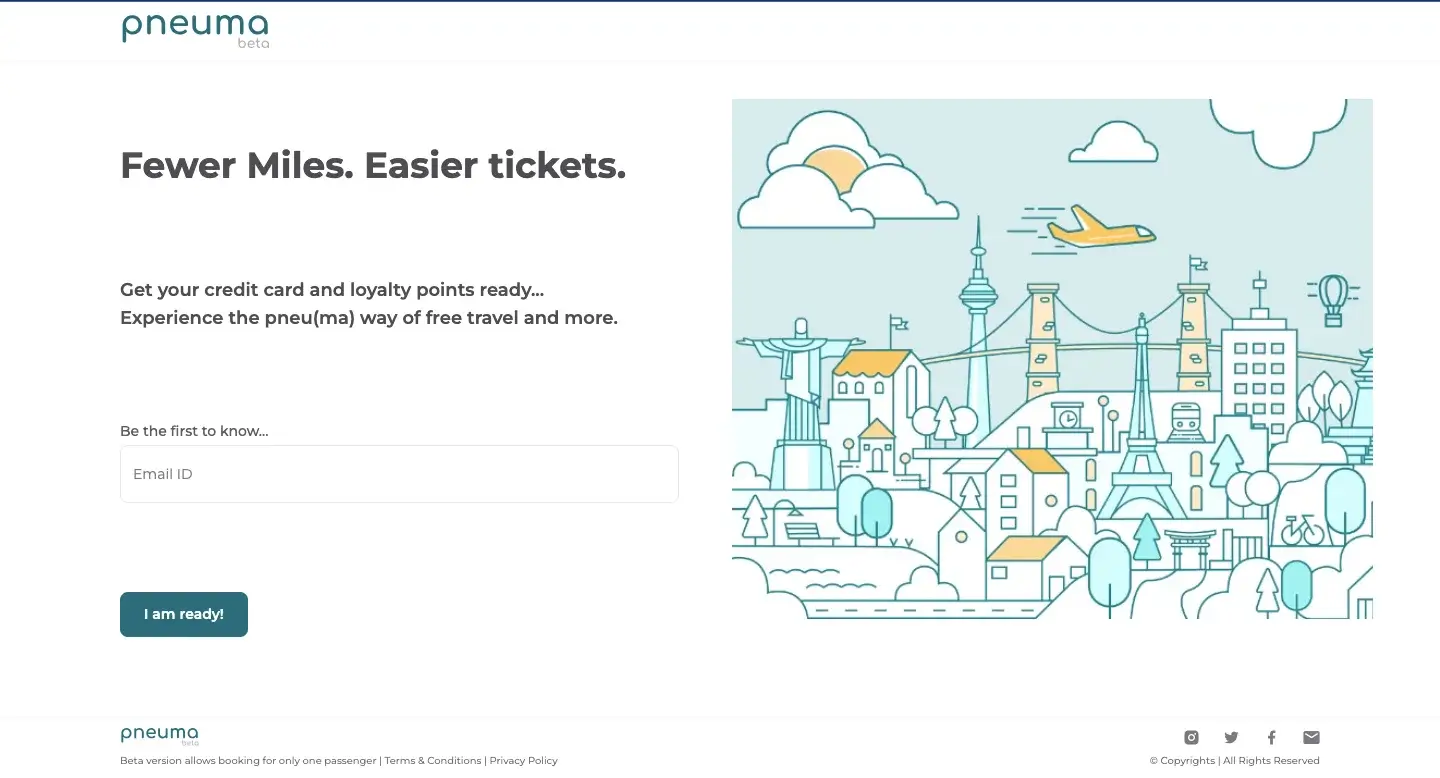 pneuma
beta
Fewer Miles. Easier tickets.
Get your credit card and loyalty points ready...
Experience the pneu(ma) way of free travel and more.
Be the first to know...
Email ID
I am ready!
pneuma
beta
Beta version allows booking for only one passenger | Terms & Conditions | Privacy Policy
© Copyrights | All Rights Reserved